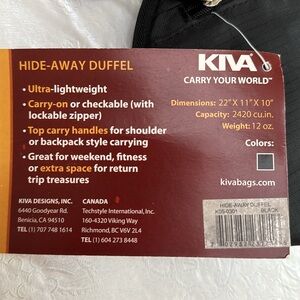 HIDE-AWAY DUFFEL
• Ultra-lightweight
• Carry-on or checkable (with
lockable zipper)
• Top carry handles for shoulder
or backpack style carrying
• Great for weekend, fitness
or extra space for return
trip treasures
KIVA DESIGNS, INC.
6440 Goodyear Rd.
Benicia, CA 94510
TEL (1) 707 748 1614
CANADA
Techstyle International, Inc.
160-4320 Viking Way
Richmond, BC V6V 2L4
TEL (1) 604 273 8448
KIVA
CARRY YOUR WORLD™
Dimensions: 22"X 11"X 10"
Capacity: 2420 cu.in.
Weight: 12 oz.
Colors:
kivabags.com
HIDE-AWAY DUFFEL
BLACK